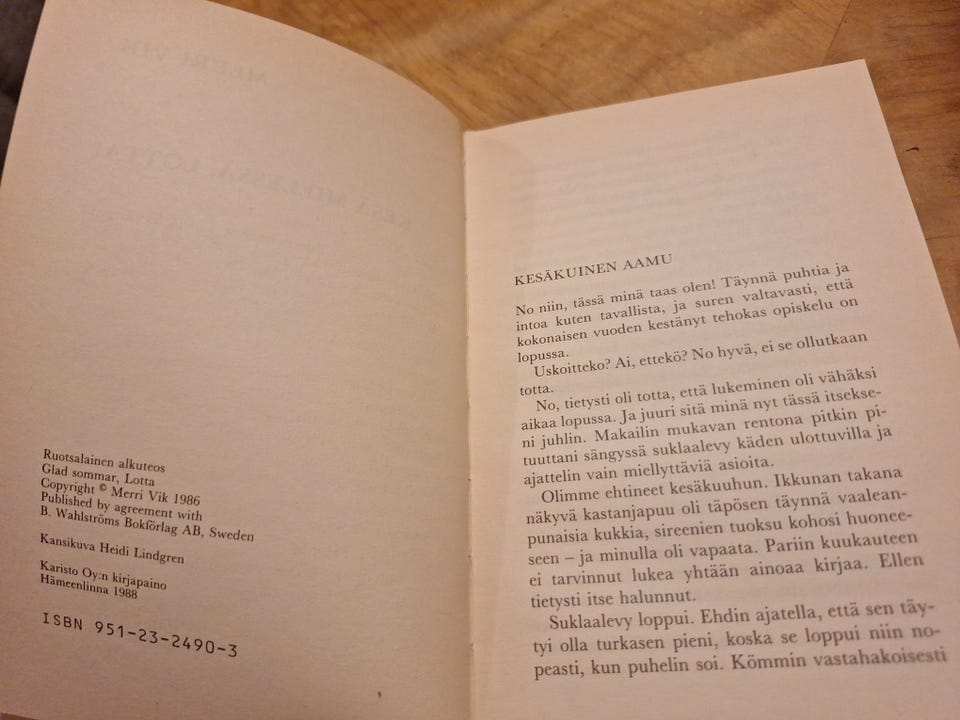 Ruotsalainen alkuteos
Glad sommar, Lotta
Copyright © Merri Vik 1986
Published by agreement with
B. Wahlströms Bokförlag AB, Sweden
Kansikuva Heidi Lindgren
Karisto Oy:n kirjapaino
Hämeenlinna 1988
ISBN 951-23-2490-3
KESÄKUINEN AAMU
No niin, tässä minä taas olen! Täynnä puhtia ja
intoa kuten tavallista, ja suren valtavasti, että
kokonaisen vuoden kestänyt tehokas opiskelu on
lopussa.
Uskoitteko? Ai, ettekö? No hyvä, ei se ollutkaan
totta.
No, tietysti oli totta, että lukeminen oli vähäksi
aikaa lopussa. Ja juuri sitä minä nyt tässä itsekse-
ni juhlin. Makailin mukavan rentona pitkin pi-
tuuttani sängyssä suklaalevy käden ulottuvilla ja
ajattelin vain miellyttäviä asioita.
Olimme ehtineet kesäkuuhun. Ikkunan takana
näkyvä kastanjapuu oli täpösen täynnä vaalean-
punaisia kukkia, sireenien tuoksu kohosi huonee-
seen – ja minulla oli vapaata. Pariin kuukauteen
ei tarvinnut lukea yhtään ainoaa kirjaa. Ellen
tietysti itse halunnut.
Suklaalevy loppui. Ehdin ajatella, että sen täy-
tyi olla turkasen pieni, koska se loppui niin no-
peasti, kun puhelin soi. Kömmin vastahakoisesti